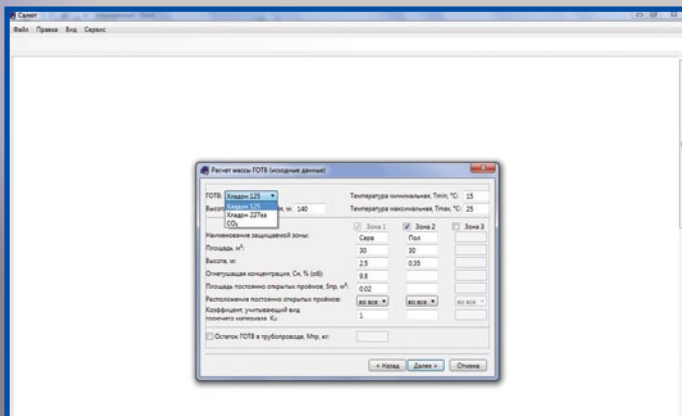 Салют
Файл Правка Вид Сервис
Расчет массы ГОТВ (исходные данные)
ГОТВ: Хладон 125 Температура минимальная, Tmin, °C: 15
Хладон 125
Высот м: 140 Температура максимальная, Tmax, °C: 25
Хладон 227еа
CO₂
Зона 1 Зона 2 Зона 3
Наименование защищаемой зоны: Серв Пол
Площадь, м²: 30 30
Высота, м: 2,5 0,35
Огнетушащая концентрация, Сн, % (об): 9.8
Площадь постоянно открытых проёмов, Sпр, м²: 0,02
Расположение постоянно открытых проёмов: во все во все во все
Коэффициент, учитывающий вид
горючего материала, K₄: 1
Остаток ГОТВ в трубопроводе, Мтр, кг:
< Назад Далее > Отмена